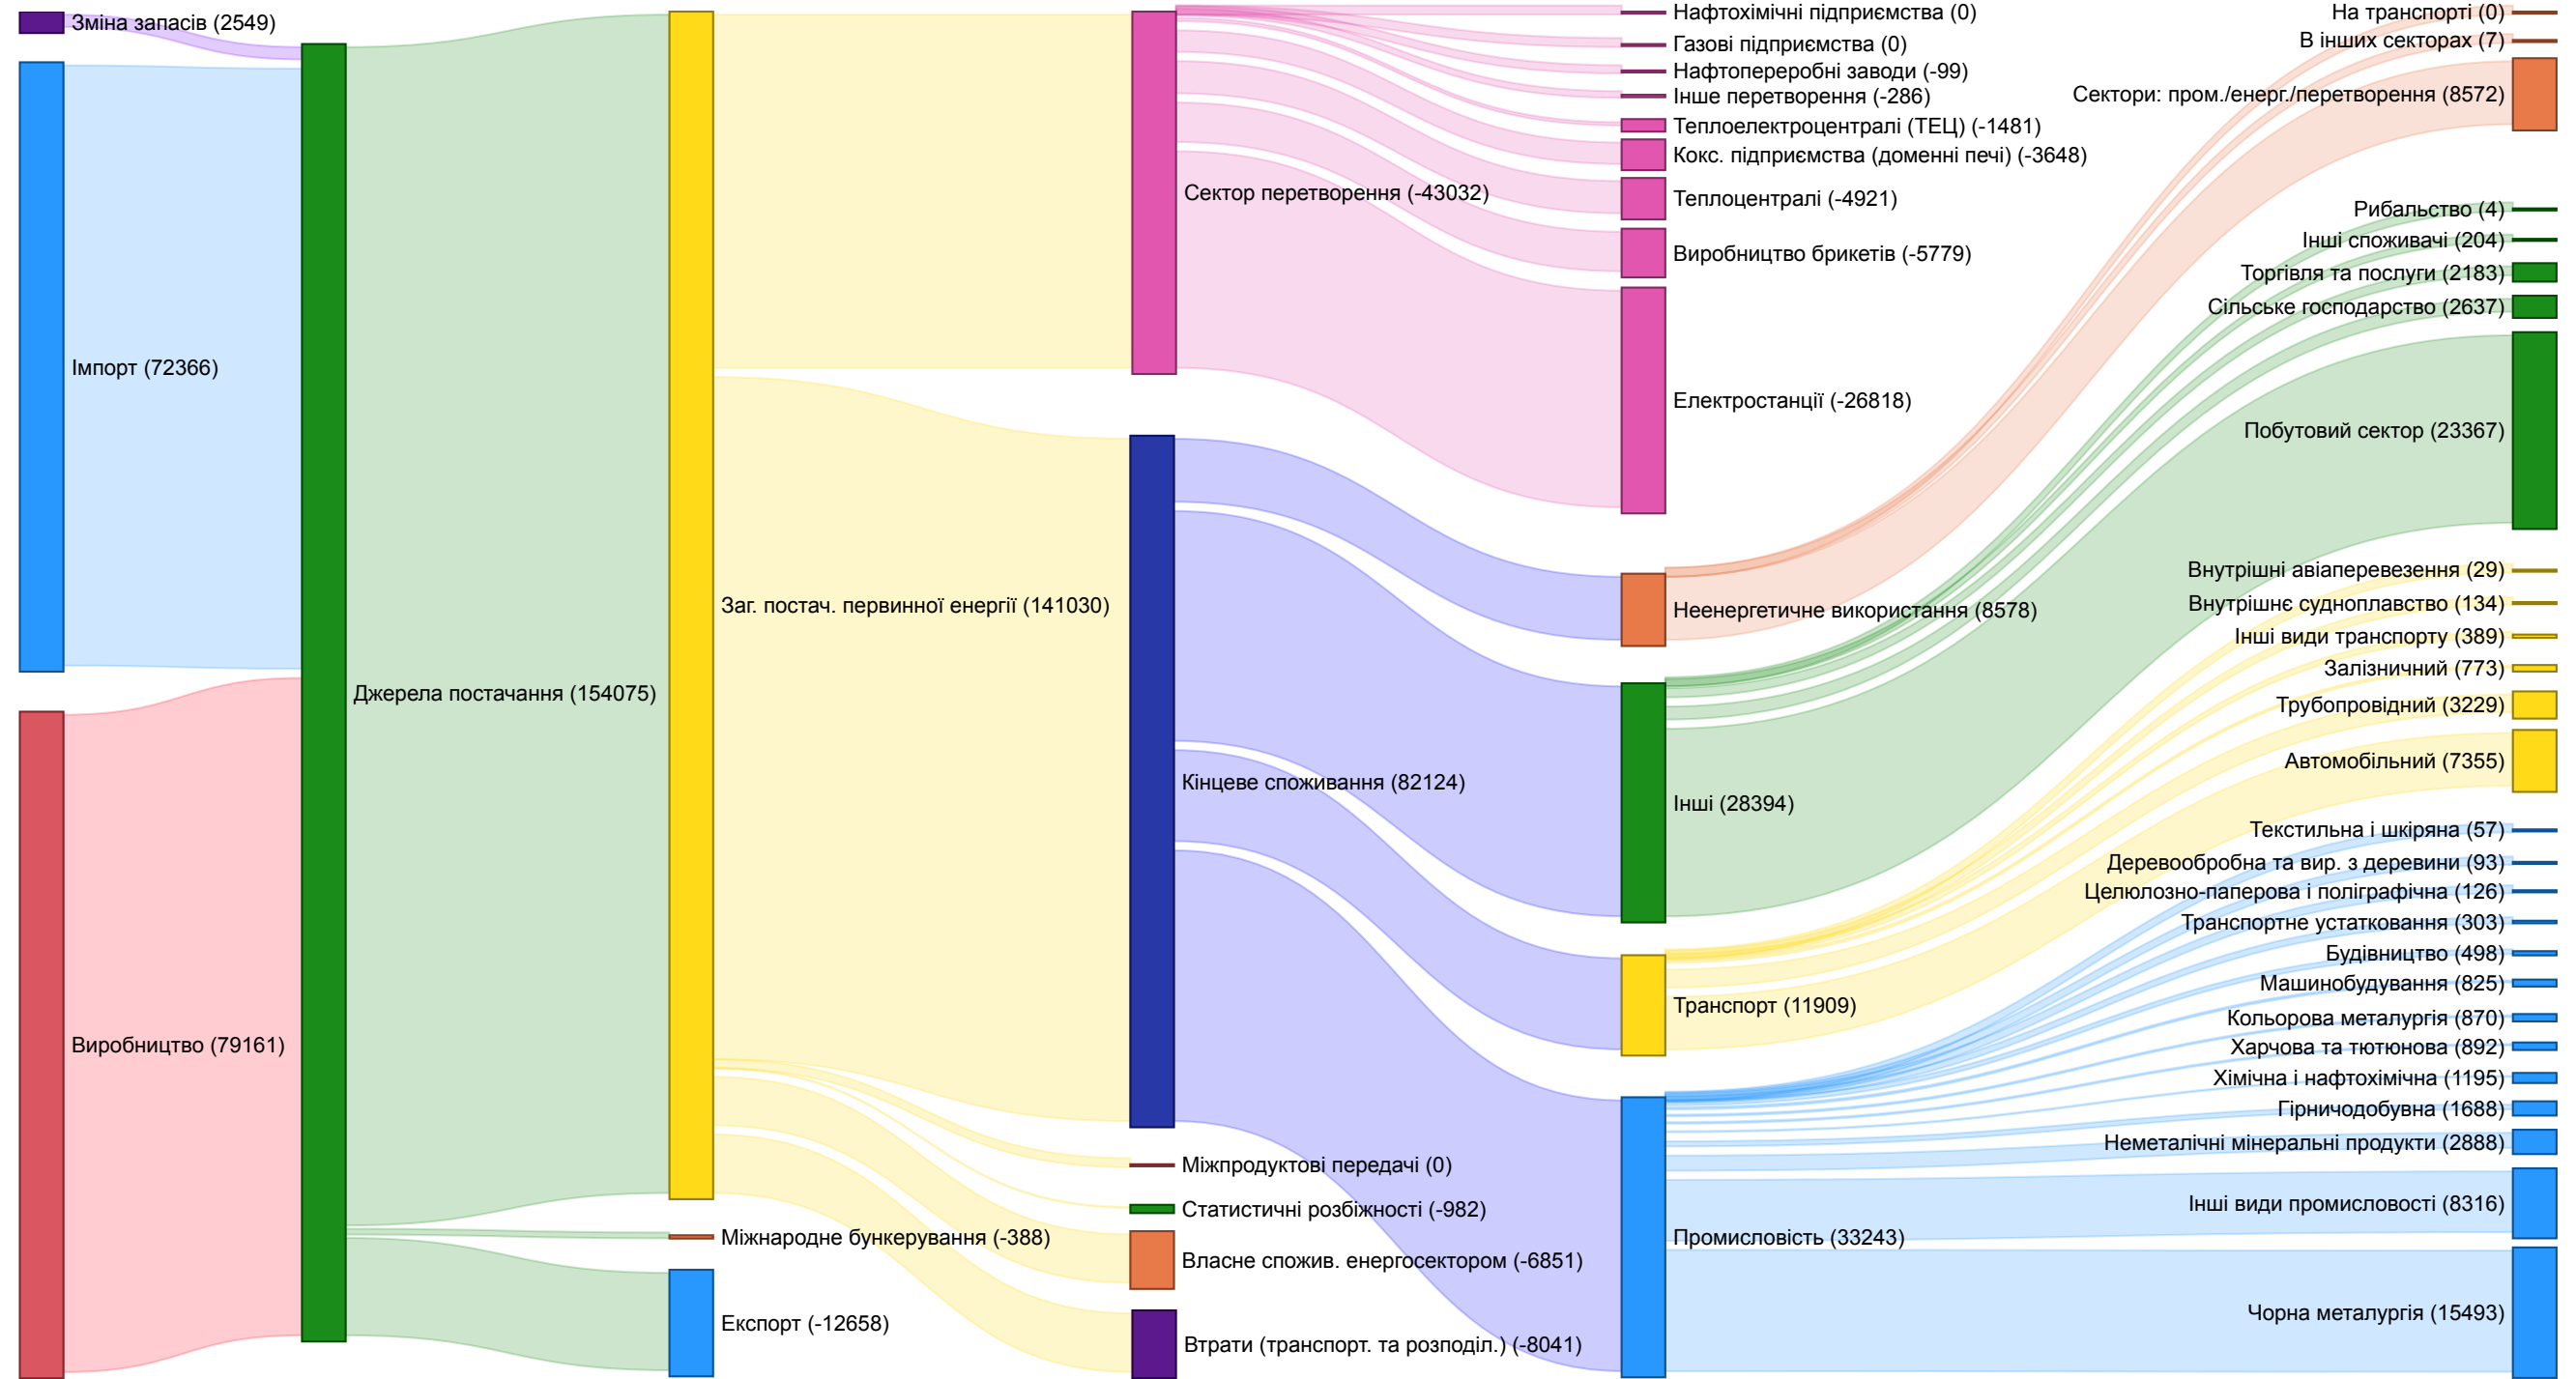 Зміна запасів (2549)
Імпорт (72366)
Виробництво (79161)
Джерела постачання (154075)
Заг. постач. первинної енергії (141030)
Міжнародне бункерування (-388)
Експорт (-12658)
Сектор перетворення (-43032)
Кінцеве споживання (82124)
Міжпродуктові передачі (0)
Статистичні розбіжності (-982)
Власне спожив. енергосектором (-6851)
Втрати (транспорт. та розподіл.) (-8041)
Нафтохімічні підприємства (0)
Газові підприємства (0)
Нафтопереробні заводи (-99)
Інше перетворення (-286)
Теплоелектроцентралі (ТЕЦ) (-1481)
Кокс. підприємства (доменні печі) (-3648)
Теплоцентралі (-4921)
Виробництво брикетів (-5779)
Електростанції (-26818)
Неенергетичне використання (8578)
Інші (28394)
Транспорт (11909)
Промисловість (33243)
На транспорті (0)
В інших секторах (7)
Сектори: пром./енерг./перетворення (8572)
Рибальство (4)
Інші споживачі (204)
Торгівля та послуги (2183)
Сільське господарство (2637)
Побутовий сектор (23367)
Внутрішні авіаперевезення (29)
Внутрішнє судноплавство (134)
Інші види транспорту (389)
Залізничний (773)
Трубопровідний (3229)
Автомобільний (7355)
Текстильна і шкіряна (57)
Деревообробна та вир. з деревини (93)
Целюлозно-паперова і поліграфічна (126)
Транспортне устатковання (303)
Будівництво (498)
Машинобудування (825)
Кольорова металургія (870)
Харчова та тютюнова (892)
Хімічна і нафтохімічна (1195)
Гірничодобувна (1688)
Неметалічні мінеральні продукти (2888)
Інші види промисловості (8316)
Чорна металургія (15493)